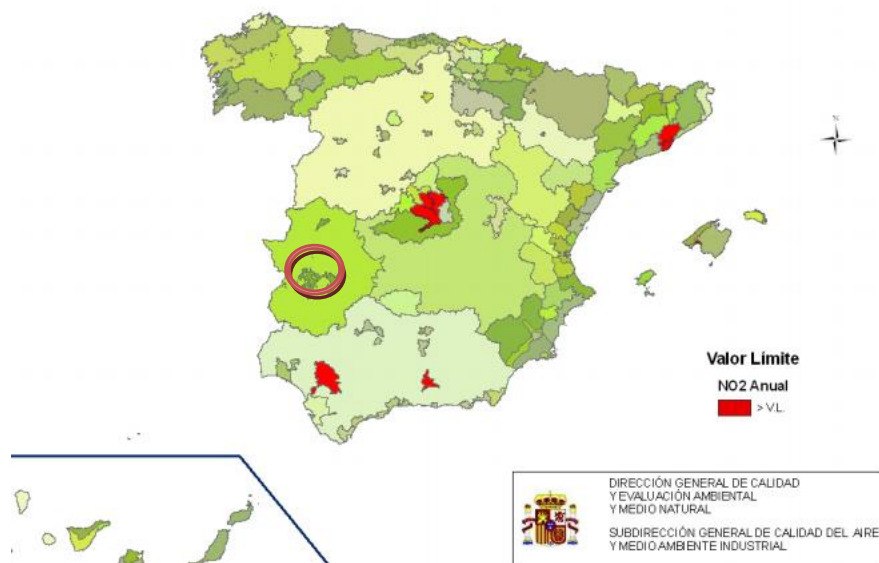 N
Valor Límite
NO2 Anual
> V.L.
DIRECCIÓN GENERAL DE CALIDAD
Y EVALUACIÓN AMBIENTAL
Y MEDIO NATURAL
SUBDIRECCIÓN GENERAL DE CALIDAD DEL AIRE
Y MEDIO AMBIENTE INDUSTRIAL